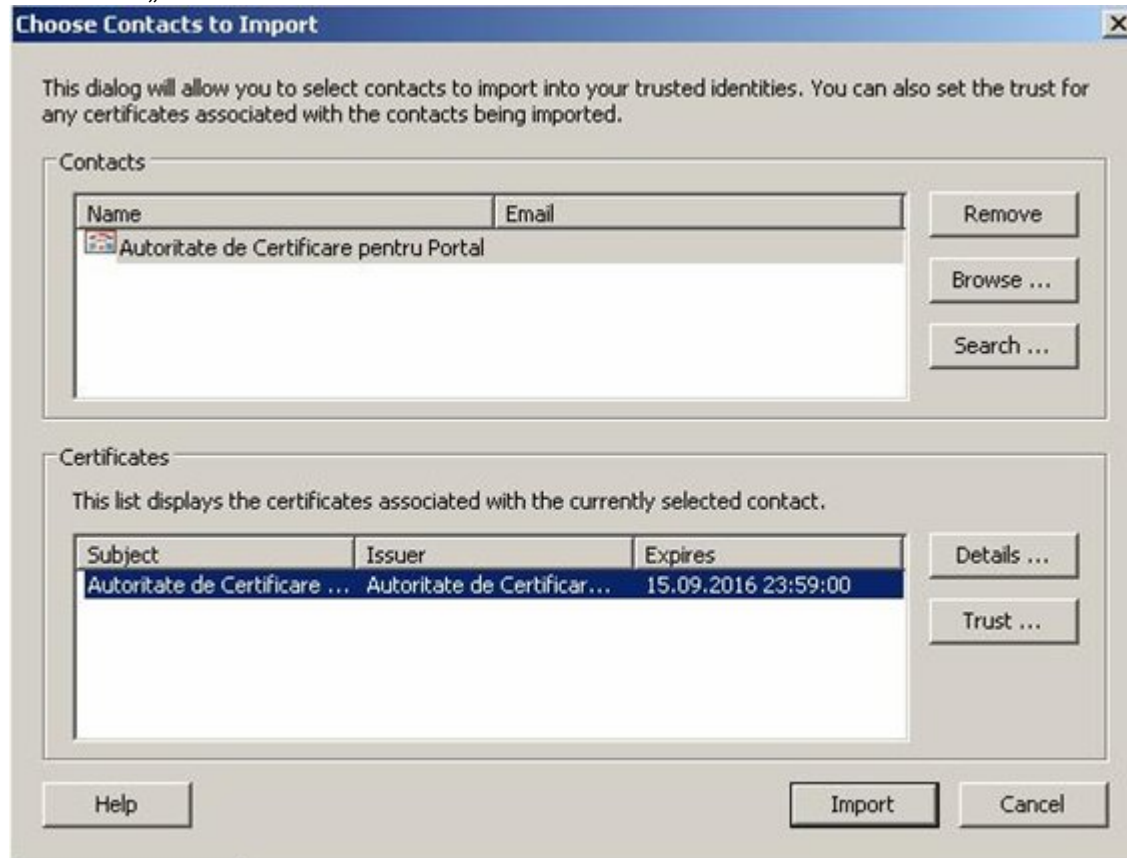 „
Choose Contacts to Import
This dialog will allow you to select contacts to import into your trusted identities. You can also set the trust for
any certificates associated with the contacts being imported.
Contacts
Name Email
Autoritate de Certificare pentru Portal
Remove
Browse ...
Search ...
Certificates
This list displays the certificates associated with the currently selected contact.
Subject Issuer Expires
Autoritate de Certificare ... Autoritate de Certificar... 15.09.2016 23:59:00
Details ...
Trust ...
Help Import Cancel